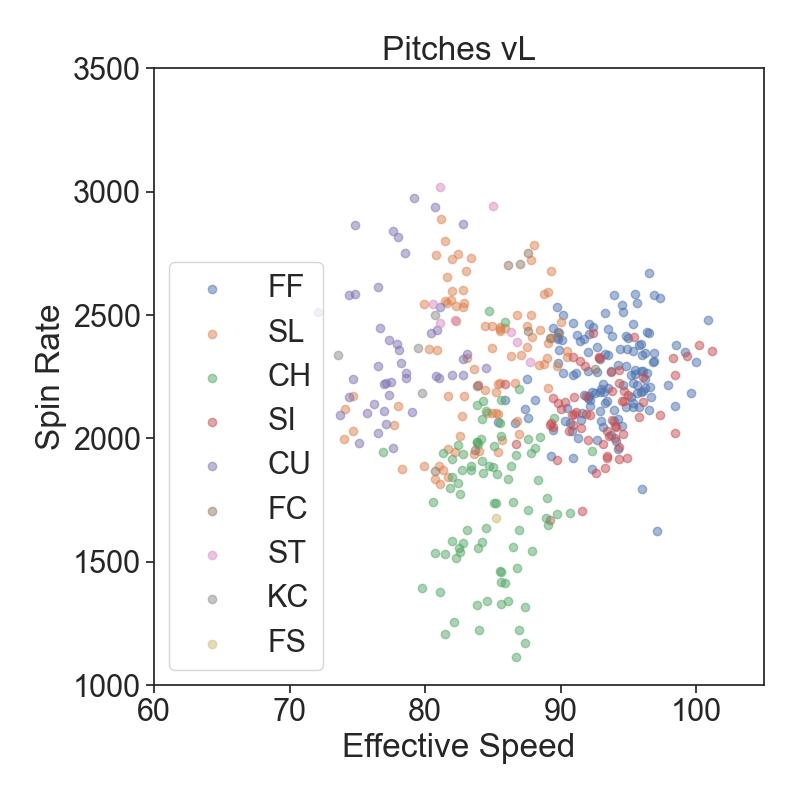 Pitches vL
3500
3000
2500
2000
1500
1000
Spin Rate
FF
SL
CH
SI
CU
FC
ST
KC
FS
60 70 80 90 100
Effective Speed